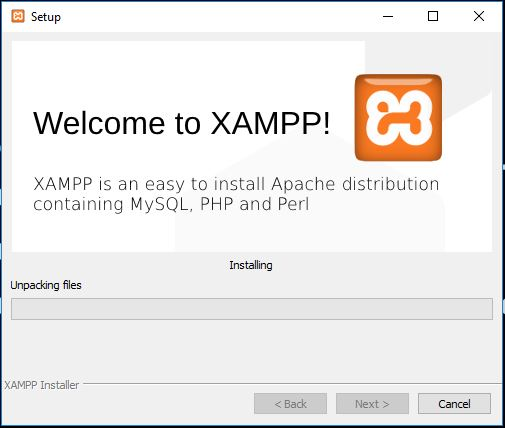 Setup
Welcome to XAMPP!
XAMPP is an easy to install Apache distribution
containing MySQL, PHP and Perl
Installing
Unpacking files
XAMPP Installer
< Back
Next >
Cancel